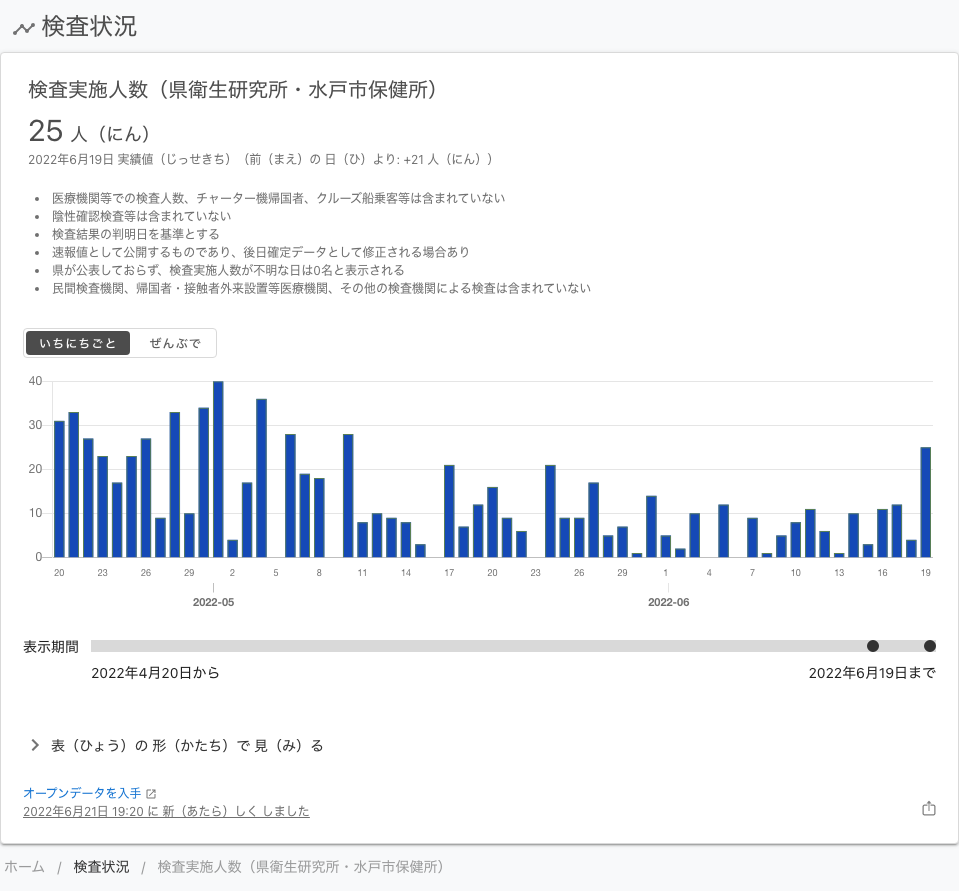 検査状況
検査実施人数（県衛生研究所・水戸市保健所）
25 人（にん）
2022年6月19日 実績値（じっせきち）（前（まえ）の 日（ひ）より: +21 人（にん））
医療機関等での検査人数、チャーター機帰国者、クルーズ船乗客等は含まれていない
陰性確認検査等は含まれていない
検査結果の判明日を基準とする
速報値として公開するものであり、後日確定データとして修正される場合あり
県が公表しておらず、検査実施人数が不明な日は0名と表示される
民間検査機関、帰国者・接触者外来設置等医療機関、その他の検査機関による検査は含まれていない
いちにちごと ぜんぶで
40
30
20
10
0
20 23 26 29 2 5 8 11 14 17 20 23 26 29 1 4 7 10 13 16 19
2022-05 2022-06
表示期間
2022年4月20日から 2022年6月19日まで
表（ひょう）の 形（かたち）で 見（み）る
オープンデータを入手
2022年6月21日 19:20 に 新（あたら）しく しました
ホーム / 検査状況 / 検査実施人数（県衛生研究所・水戸市保健所）